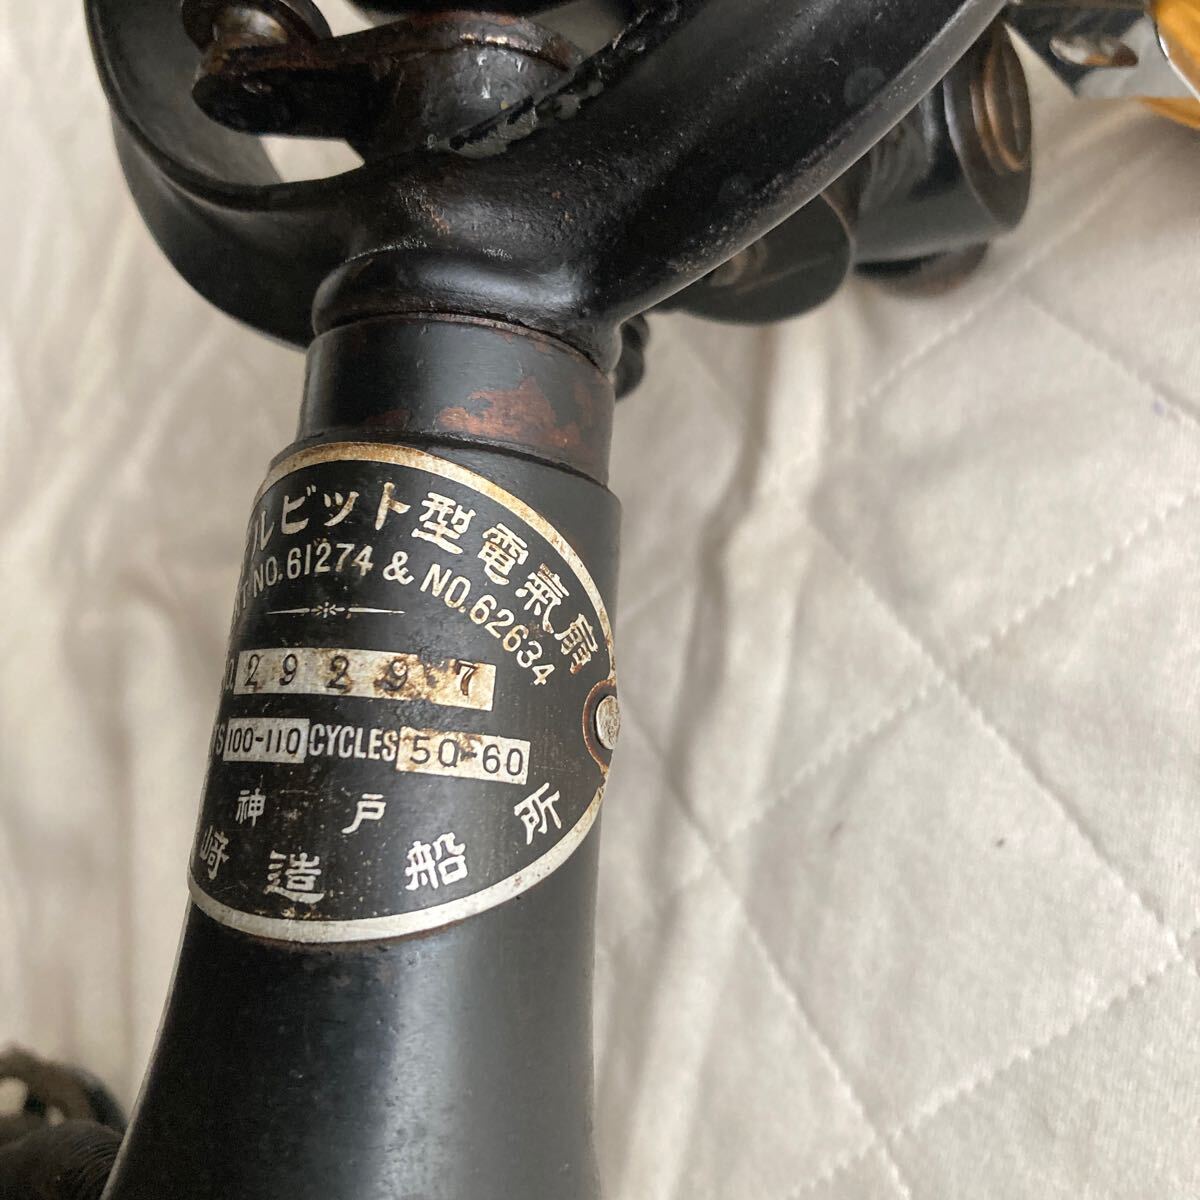 ルビット型電氣扇
NO.61274 & NO.62634
29297
100-110 CYCLES 50-60
神戸
崎造船所